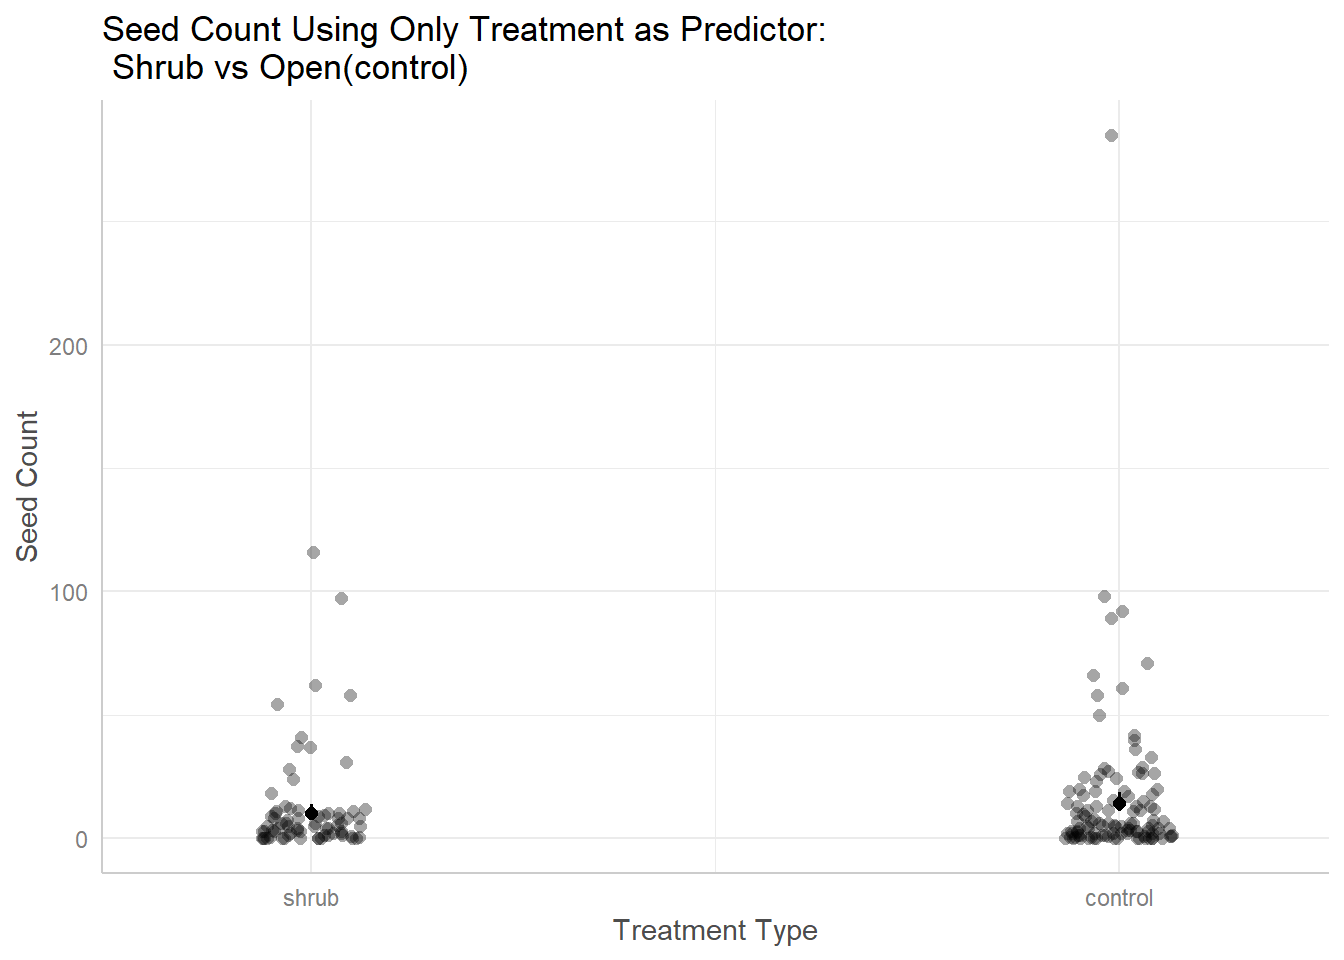 Seed Count Using Only Treatment as Predictor:
Shrub vs Open(control)
Seed Count
200
100
0
shrub
control
Treatment Type